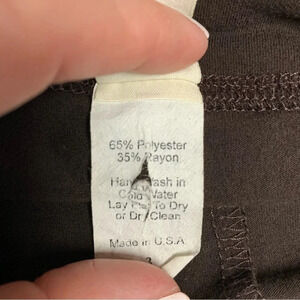 65% Polyester
35% Rayon
Hand Wash in
Cold Water
Lay Flat To Dry
or Dry Clean
Made in U.S.A